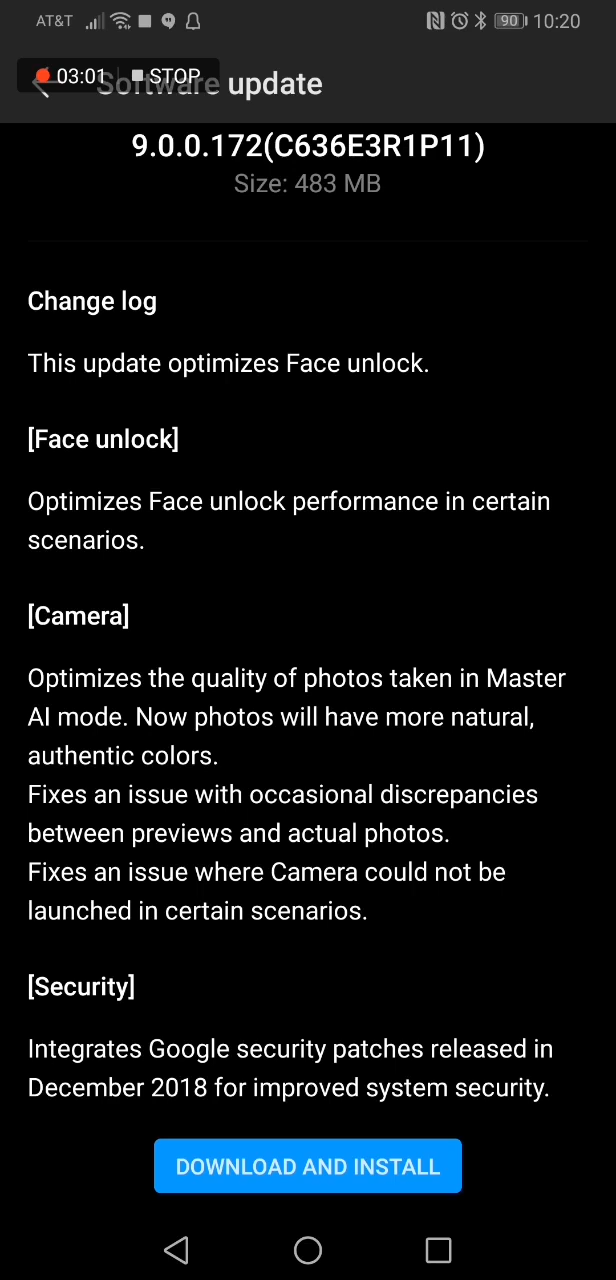 AT&T 90 10:20
03:01 STOP
Software update
9.0.0.172(C636E3R1P11)
Size: 483 MB
Change log
This update optimizes Face unlock.
[Face unlock]
Optimizes Face unlock performance in certain
scenarios.
[Camera]
Optimizes the quality of photos taken in Master
AI mode. Now photos will have more natural,
authentic colors.
Fixes an issue with occasional discrepancies
between previews and actual photos.
Fixes an issue where Camera could not be
launched in certain scenarios.
[Security]
Integrates Google security patches released in
December 2018 for improved system security.
DOWNLOAD AND INSTALL